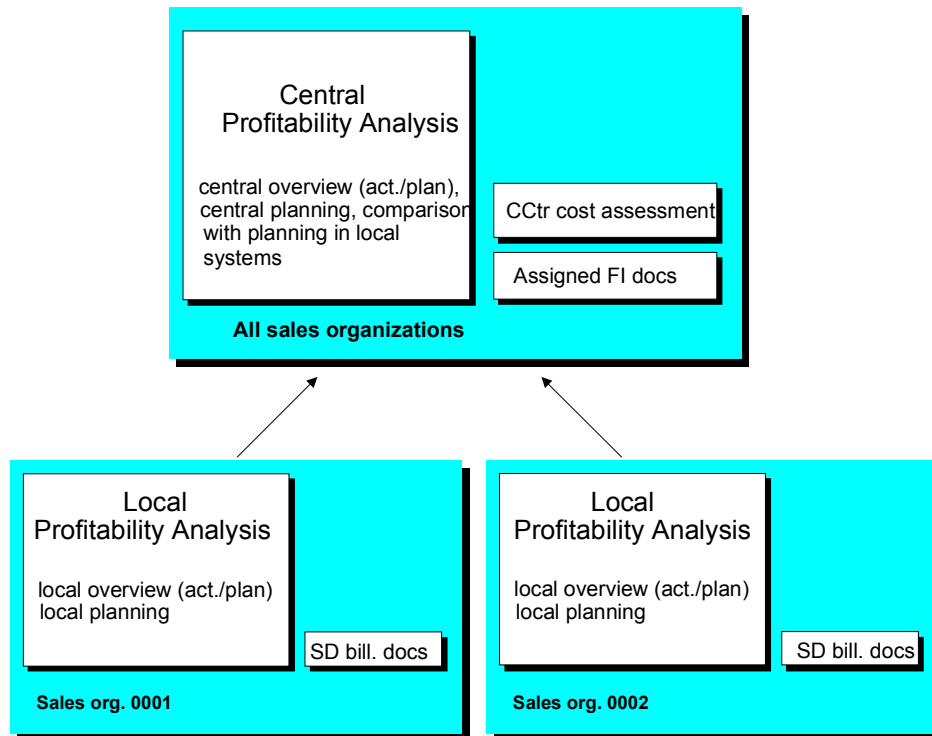 Central
Profitability Analysis
central overview (act./plan),
central planning, comparison
with planning in local
systems
CCtr cost assessment
Assigned FI docs
All sales organizations
Local
Profitability Analysis
local overview (act./plan)
local planning
SD bill. docs
Sales org. 0001
Local
Profitability Analysis
local overview (act./plan)
local planning
SD bill. docs
Sales org. 0002